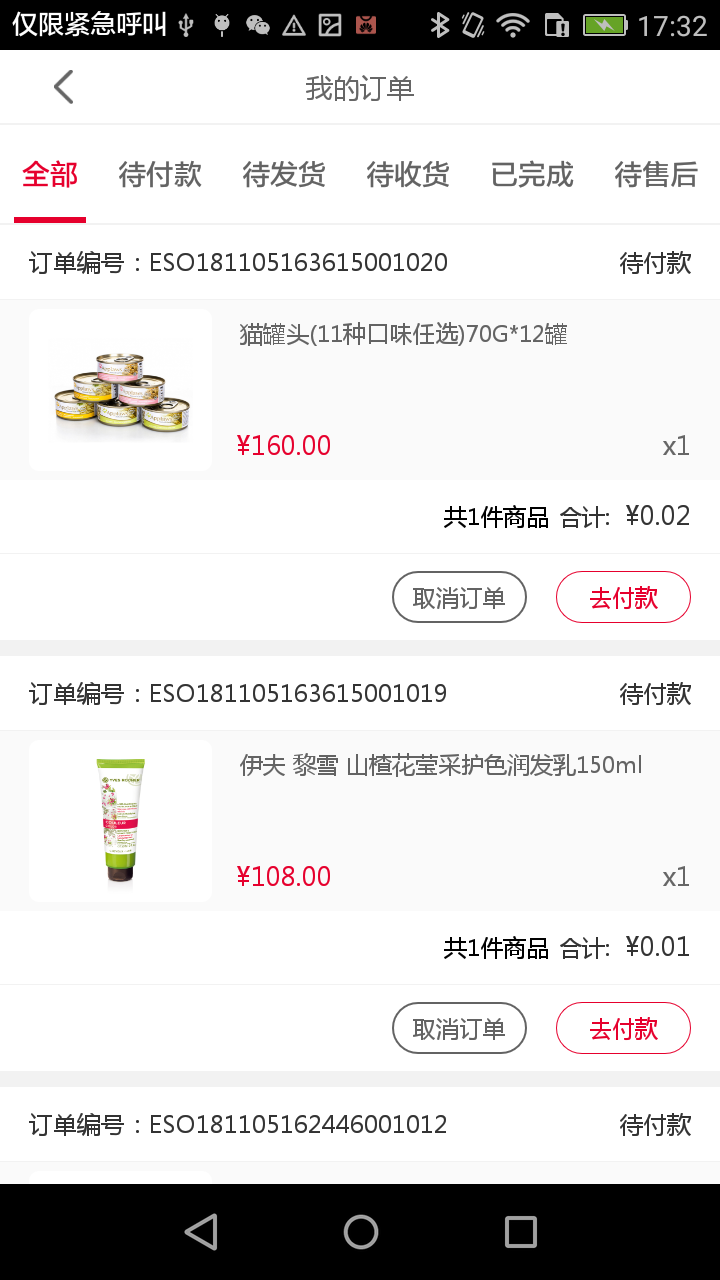 仅限紧急呼叫 17:32
我的订单
全部 待付款 待发货 待收货 已完成 待售后
订单编号：ESO181105163615001020 待付款
猫罐头(11种口味任选)70G*12罐
¥160.00 x1
共1件商品 合计: ¥0.02
取消订单 去付款
订单编号：ESO181105163615001019 待付款
伊夫 黎雪 山楂花莹采护色润发乳150ml
YVES ROCHER
¥108.00 x1
共1件商品 合计: ¥0.01
取消订单 去付款
订单编号：ESO181105162446001012 待付款